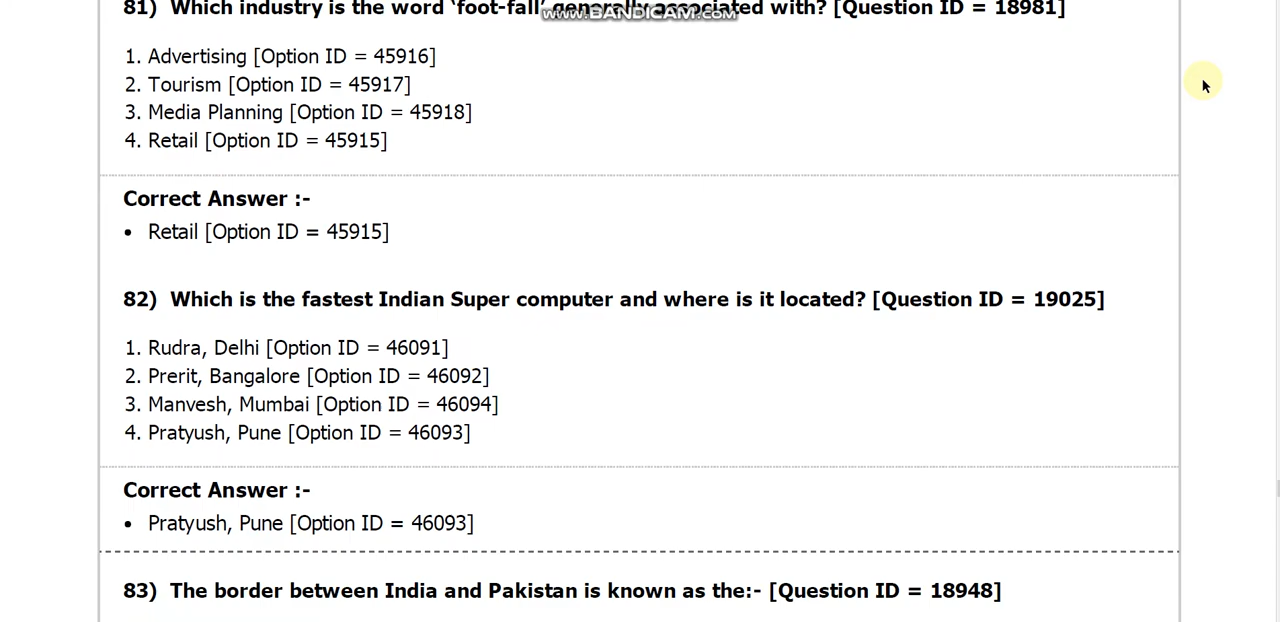 81) Which industry is the word ‘foot-fall’ generally associated with? [Question ID = 18981]
www.BANDICAM.com
1. Advertising [Option ID = 45916]
2. Tourism [Option ID = 45917]
3. Media Planning [Option ID = 45918]
4. Retail [Option ID = 45915]
Correct Answer :-
• Retail [Option ID = 45915]
82) Which is the fastest Indian Super computer and where is it located? [Question ID = 19025]
1. Rudra, Delhi [Option ID = 46091]
2. Prerit, Bangalore [Option ID = 46092]
3. Manvesh, Mumbai [Option ID = 46094]
4. Pratyush, Pune [Option ID = 46093]
Correct Answer :-
• Pratyush, Pune [Option ID = 46093]
83) The border between India and Pakistan is known as the:- [Question ID = 18948]